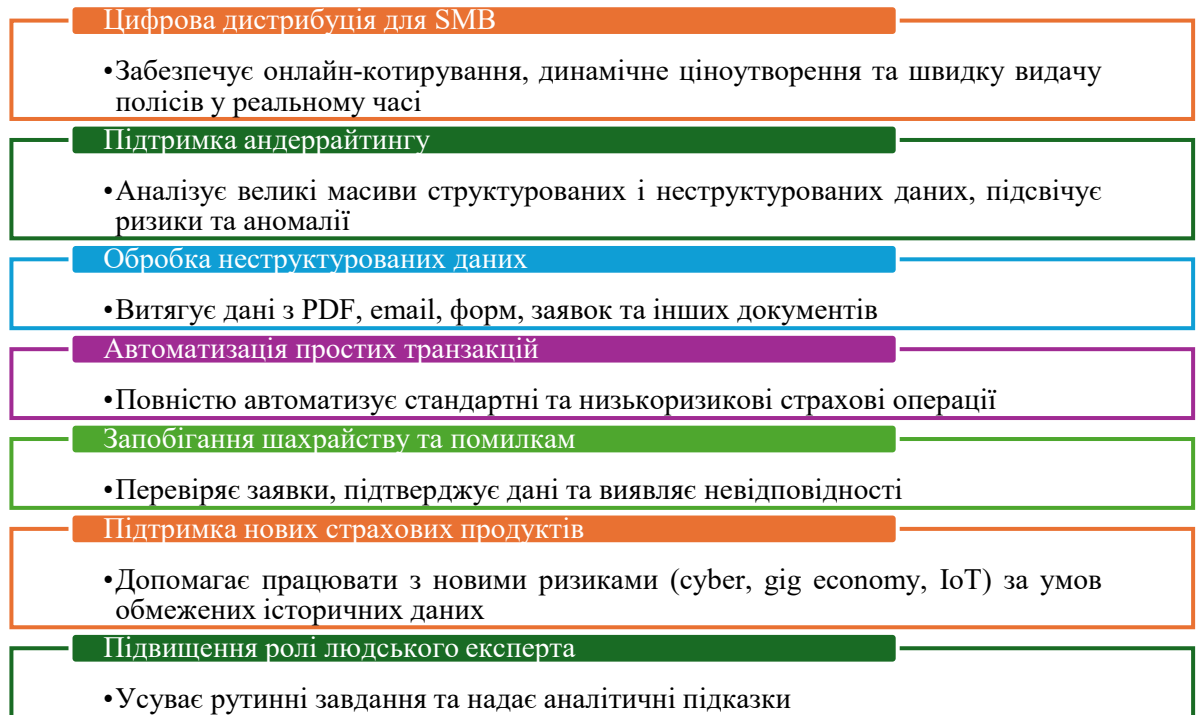 Цифрова дистрибуція для SMB
•Забезпечує онлайн-котирування, динамічне ціноутворення та швидку видачу
полісів у реальному часі
Підтримка андеррайтингу
•Аналізує великі масиви структурованих і неструктурованих даних, підсвічує
ризики та аномалії
Обробка неструктурованих даних
•Витягує дані з PDF, email, форм, заявок та інших документів
Автоматизація простих транзакцій
•Повністю автоматизує стандартні та низькоризикові страхові операції
Запобігання шахрайству та помилкам
•Перевіряє заявки, підтверджує дані та виявляє невідповідності
Підтримка нових страхових продуктів
•Допомагає працювати з новими ризиками (cyber, gig economy, IoT) за умов
обмежених історичних даних
Підвищення ролі людського експерта
•Усуває рутинні завдання та надає аналітичні підказки